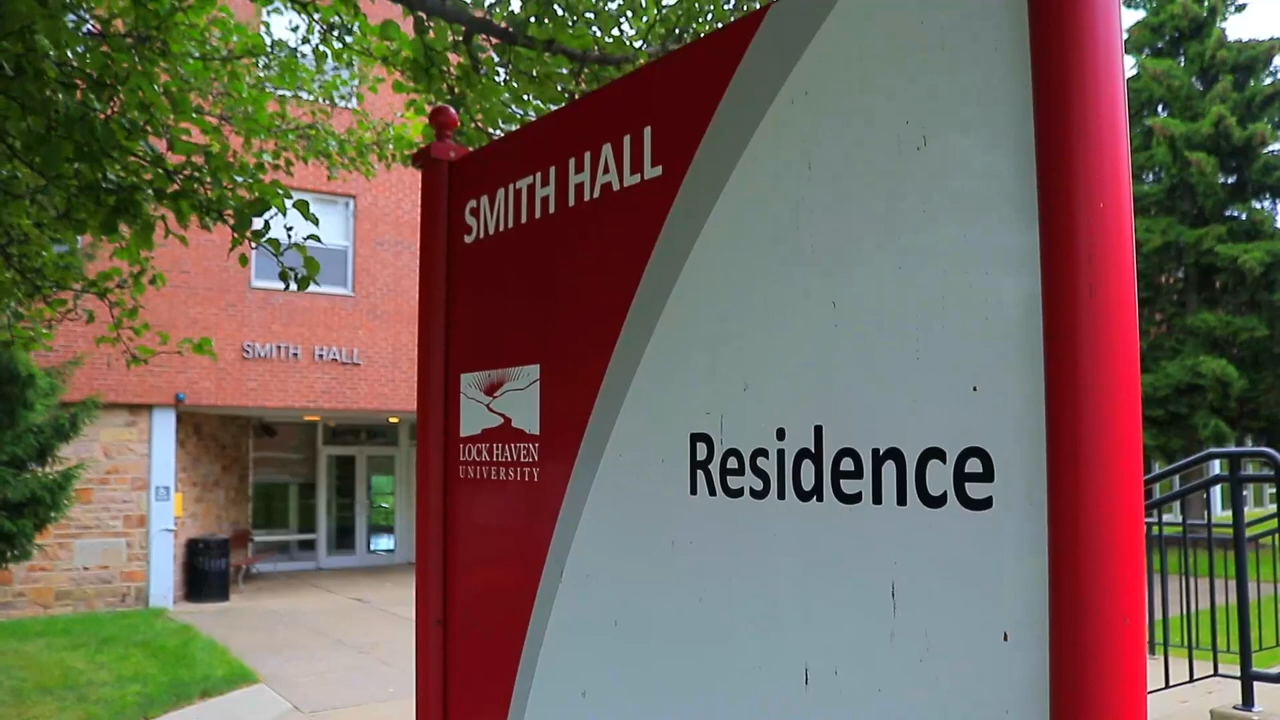 SMITH HALL
SMITH HALL
LOCK HAVEN
UNIVERSITY
Residence